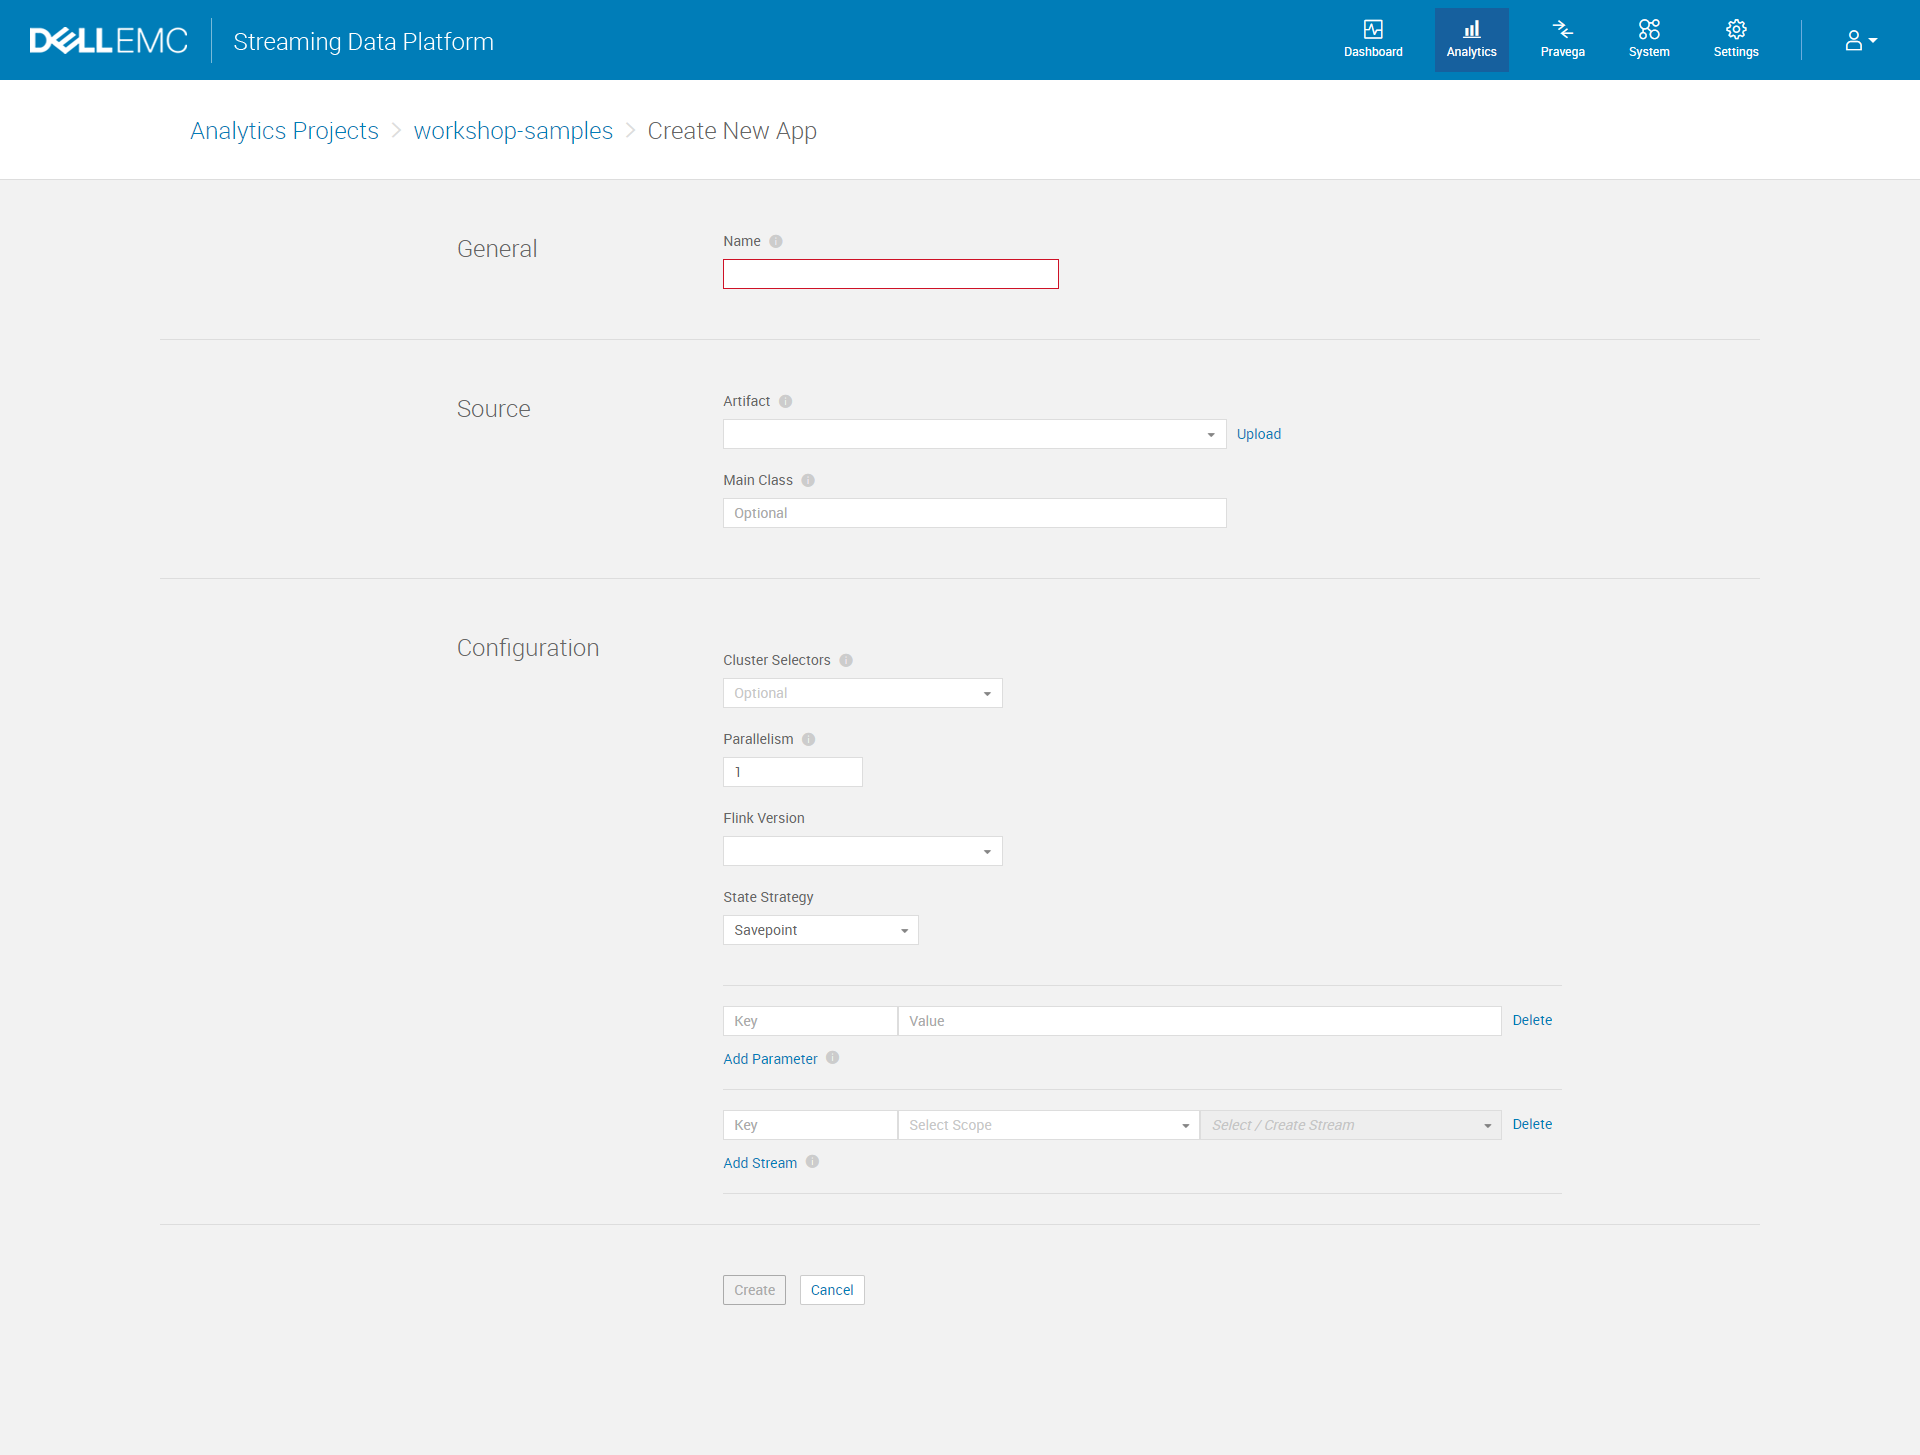 DELLEMC Streaming Data Platform Dashboard Analytics Pravega System Settings
Analytics Projects > workshop-samples > Create New App
General
Name
Source
Artifact
Upload
Main Class
Optional
Configuration
Cluster Selectors
Optional
Parallelism
1
Flink Version
State Strategy
Savepoint
Key Value Delete
Add Parameter
Key Select Scope Select / Create Stream Delete
Add Stream
Create Cancel